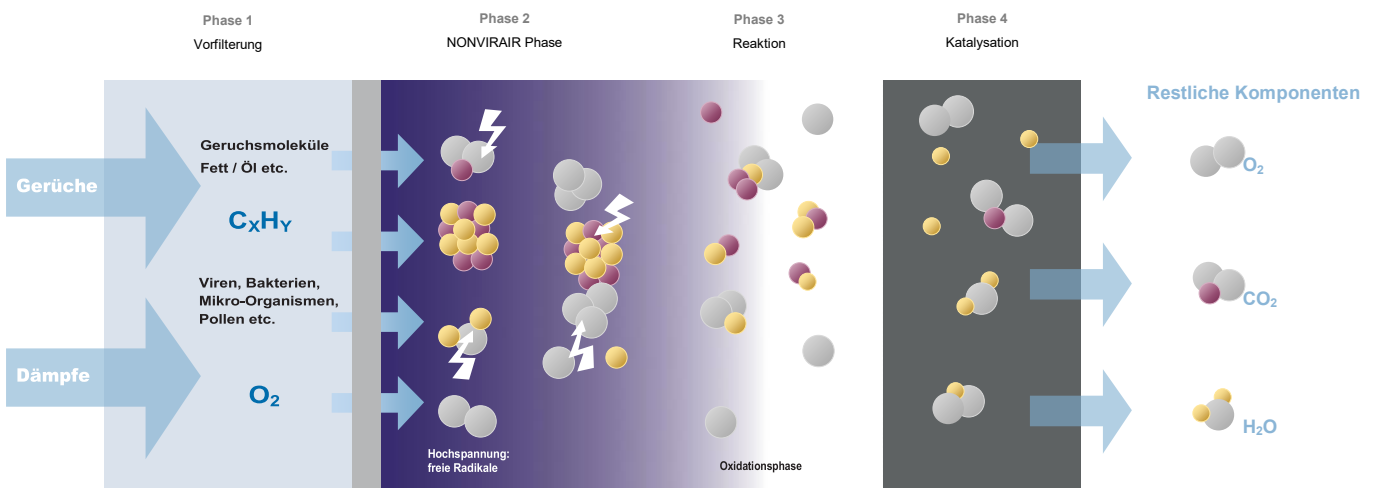 Phase 1
Vorfilterung
Phase 2
NONVIRAIR Phase
Phase 3
Reaktion
Phase 4
Katalysation
Restliche Komponenten
Gerüche
Dämpfe
Geruchsmoleküle
Fett / Öl etc.
CXHY
Viren, Bakterien,
Mikro-Organismen,
Pollen etc.
O2
Hochspannung:
freie Radikale
Oxidationsphase
O2
CO2
H2O